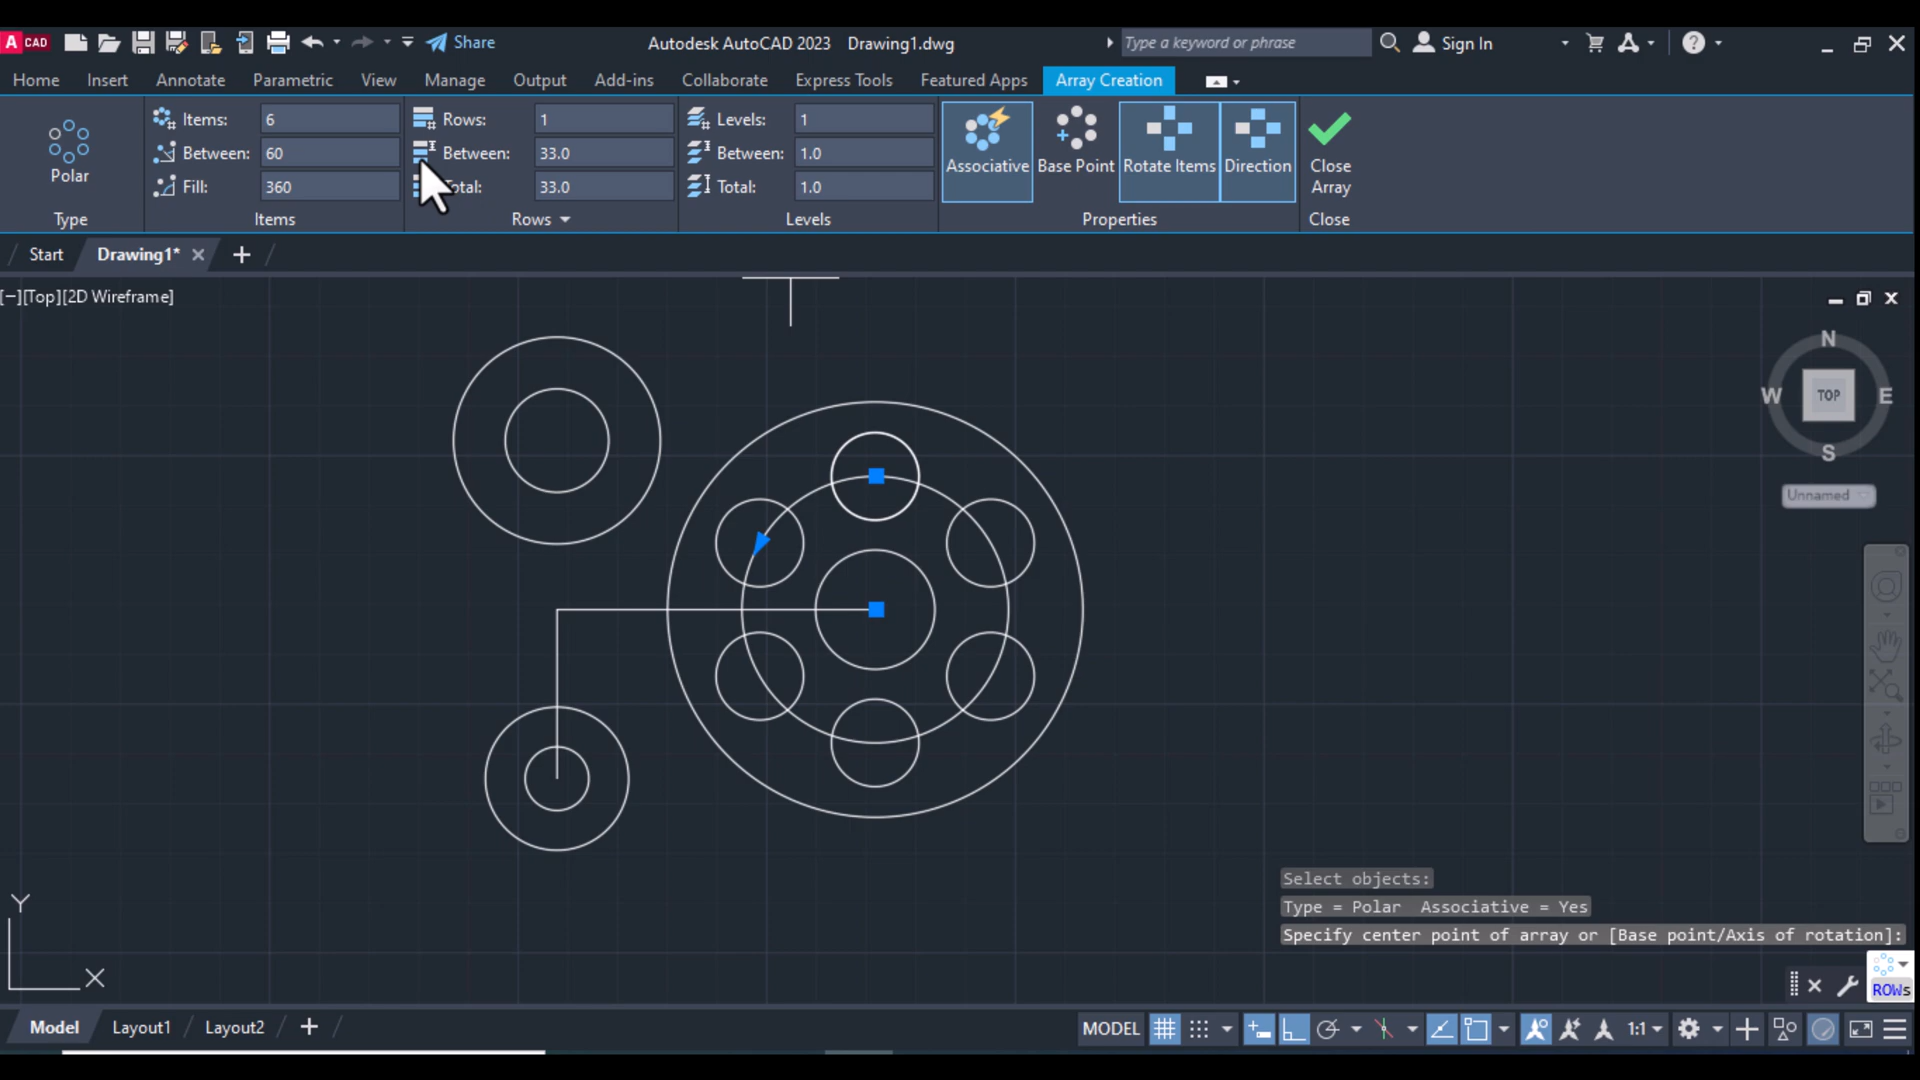 A CAD Share Autodesk AutoCAD 2023 Drawing1.dwg Type a keyword or phrase Sign In
Home Insert Annotate Parametric View Manage Output Add-ins Collaborate Express Tools Featured Apps Array Creation
Items: 6 Rows: 1 Levels: 1
Between: 60 Between: 33.0 Between: 1.0
Polar Fill: 360 Total: 33.0 Total: 1.0
Associative Base Point Rotate Items Direction Close Array
Type Items Rows Levels Properties Close
Start Drawing1* +
[−][Top][2D Wireframe]
N
W TOP E
S
Unnamed
Select objects:
Type = Polar Associative = Yes
Specify center point of array or [Base point/Axis of rotation]:
Y
X
ROWs
Model Layout1 Layout2 + MODEL 1:1